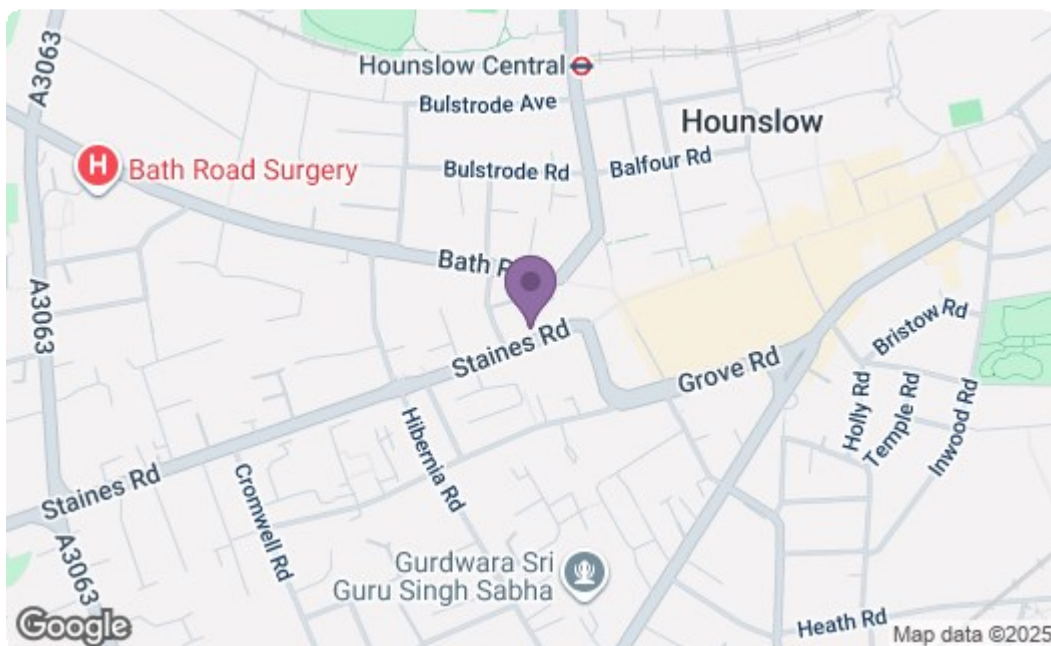 A3063
Hounslow Central
Bulstrode Ave
Hounslow
H
Bath Road Surgery
Bulstrode Rd
Balfour Rd
Bath R
A3063
Staines Rd
Grove Rd
Bristow Rd
Holly Rd
Temple Rd
Inwood Rd
Hibernia Rd
Staines Rd
Cromwell Rd
A3063
Gurdwara Sri
Guru Singh Sabha
Heath Rd
Google
Map data ©2025